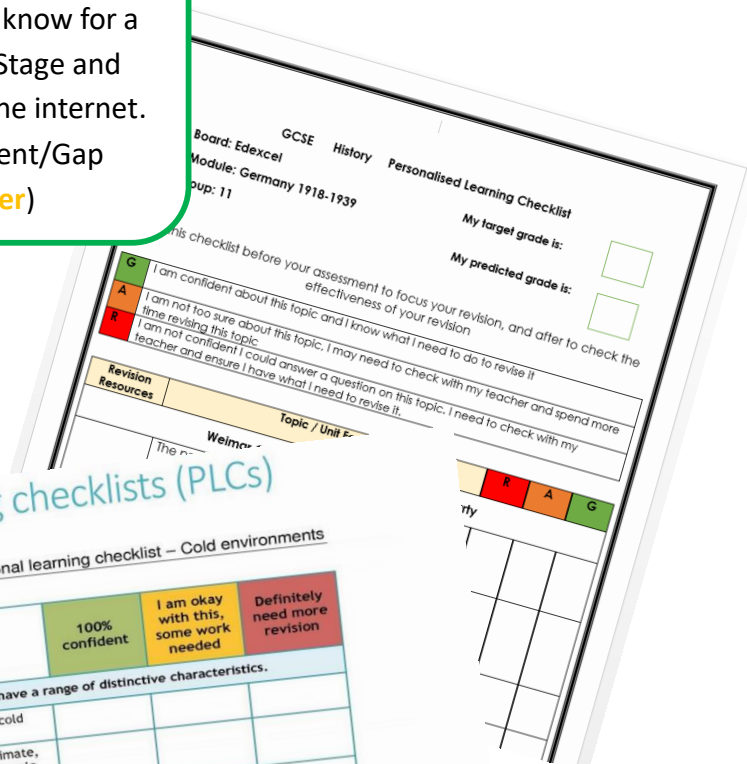 know for a
Stage and
ne internet.
ent/Gap
er)
GCSE History Personalised Learning Checklist
Board: Edexcel
Module: Germany 1918-1939
oup: 11
My target grade is:
My predicted grade is:
his checklist before your assessment to focus your revision, and after to check the
effectiveness of your revision
G I am confident about this topic and I know what I need to do to revise it
A I am not too sure about this topic, I may need to check with my teacher and spend more
time revising this topic
R I am not confident I could answer a question on this topic. I need to check with my
teacher and ensure I have what I need to revise it.
Revision
Resources
Topic / Unit
R A G
Weimar
The
rty
checklists (PLCs)
nal learning checklist – Cold environments
100%
confident
I am okay
with this,
some work
needed
Definitely
need more
revision
have a range of distinctive characteristics.
cold
imate,